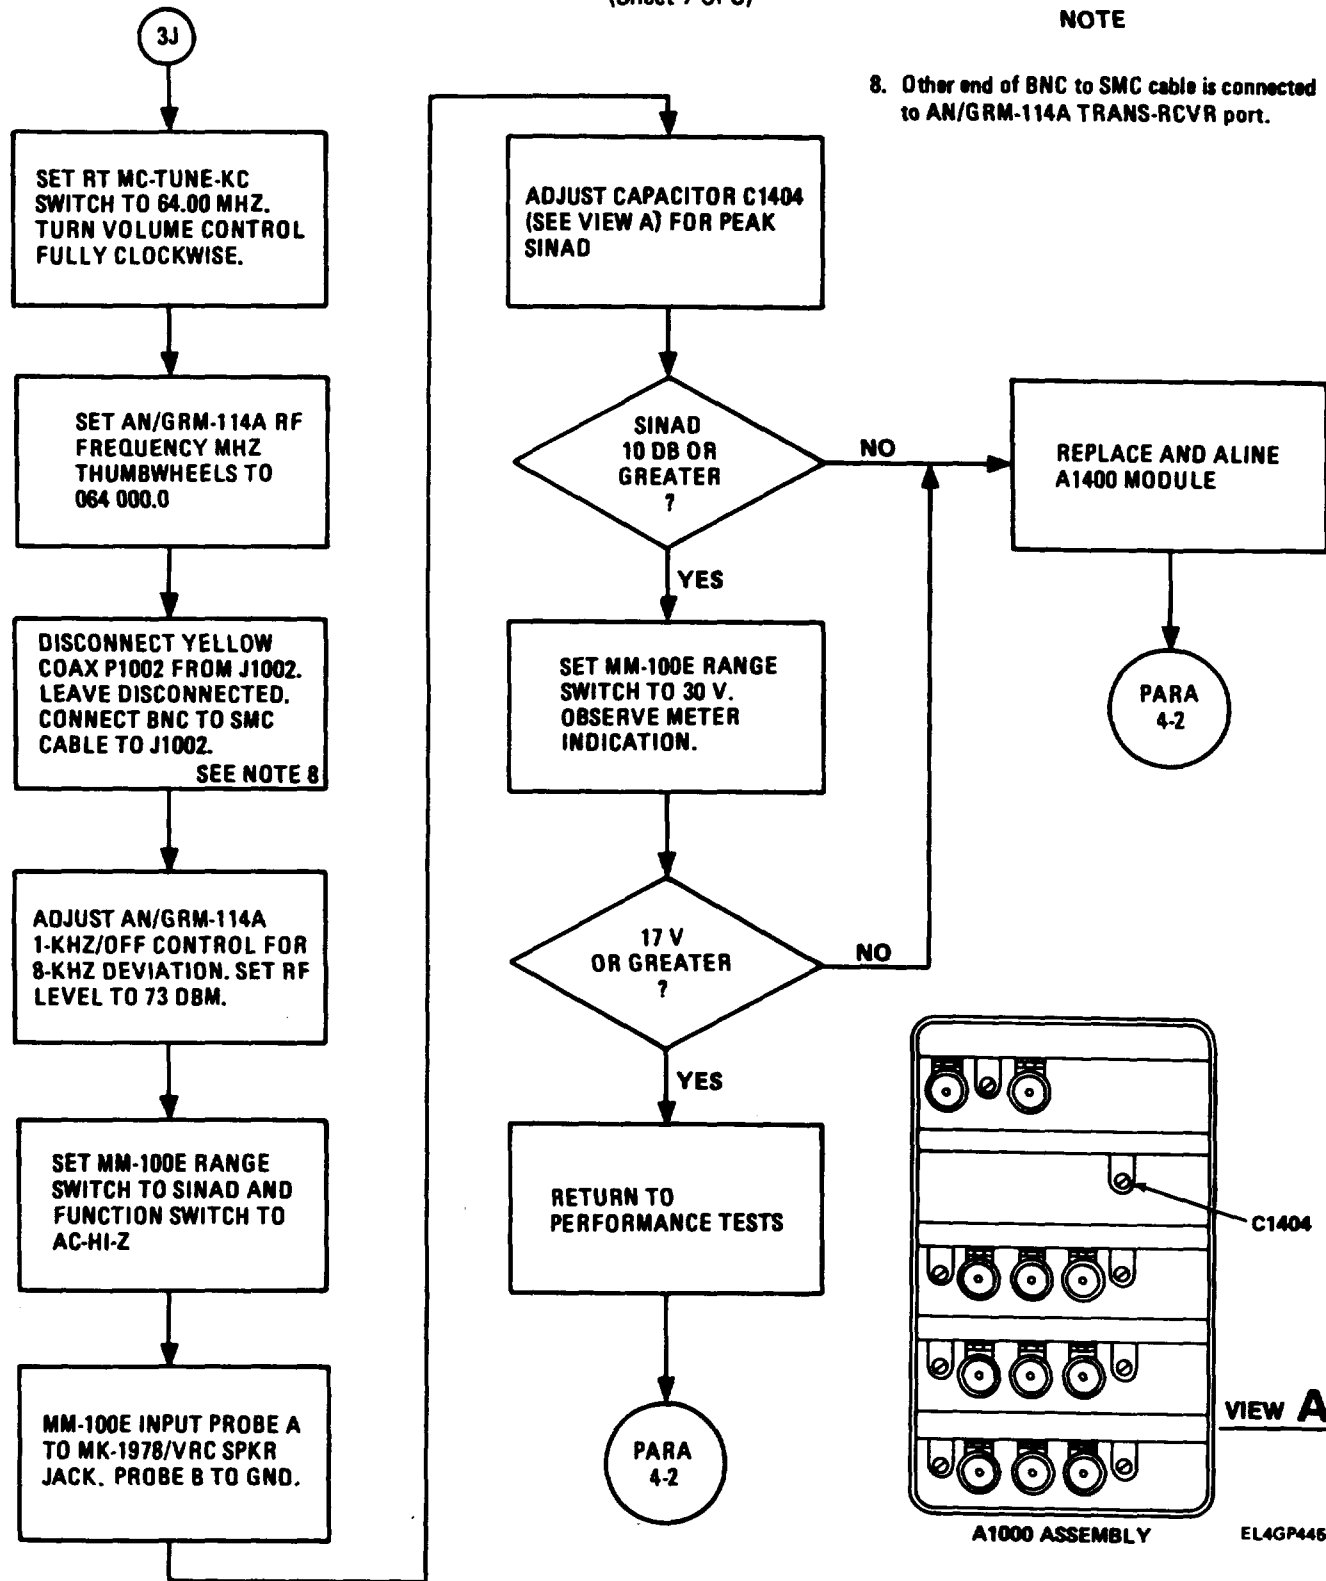 3J
SET RT MC-TUNE-KC
SWITCH TO 64.00 MHZ.
TURN VOLUME CONTROL
FULLY CLOCKWISE.
SET AN/GRM-114A RF
FREQUENCY MHZ
THUMBWHEELS TO
064 000.0
DISCONNECT YELLOW
COAX P1002 FROM J1002.
LEAVE DISCONNECTED.
CONNECT BNC TO SMC
CABLE TO J1002.
SEE NOTE 8
ADJUST AN/GRM-114A
1-KHZ/OFF CONTROL FOR
8-KHZ DEVIATION. SET RF
LEVEL TO 73 DBM.
SET MM-100E RANGE
SWITCH TO SINAD AND
FUNCTION SWITCH TO
AC-HI-Z
MM-100E INPUT PROBE A
TO MK-1978/VRC SPKR
JACK. PROBE B TO GND.
ADJUST CAPACITOR C1404
(SEE VIEW A) FOR PEAK
SINAD
SINAD
10 DB OR
GREATER
?
NO
YES
SET MM-100E RANGE
SWITCH TO 30 V.
OBSERVE METER
INDICATION.
17 V
OR GREATER
?
NO
YES
RETURN TO
PERFORMANCE TESTS
PARA
4-2
NOTE
8. Other end of BNC to SMC cable is connected
to AN/GRM-114A TRANS-RCVR port.
REPLACE AND ALINE
A1400 MODULE
PARA
4-2
C1404
VIEW A
A1000 ASSEMBLY